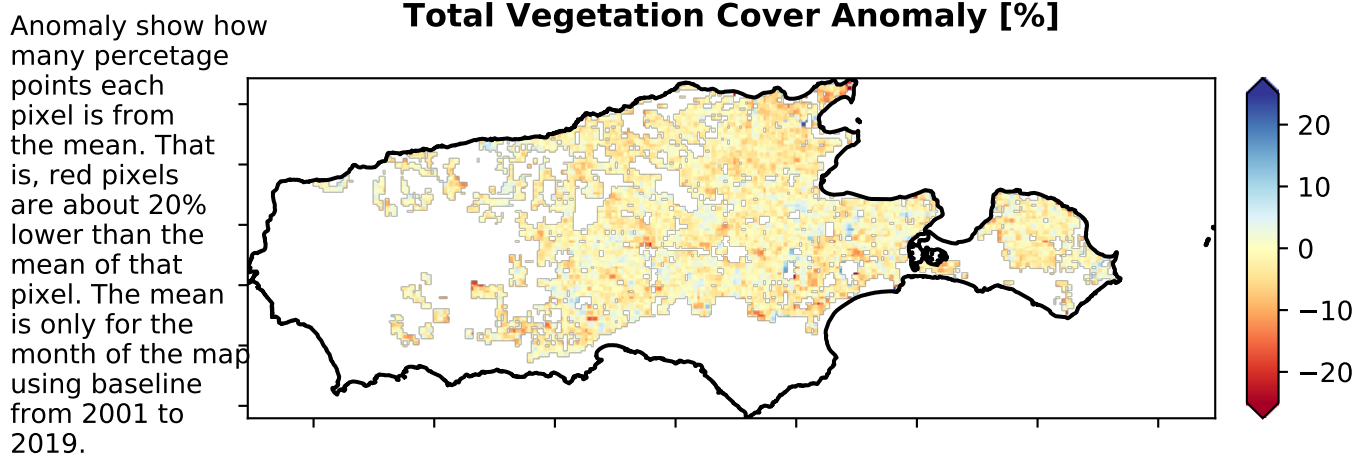 Total Vegetation Cover Anomaly [%]
Anomaly show how
many percetage
points each
pixel is from
the mean. That
is, red pixels
are about 20%
lower than the
mean of that
pixel. The mean
is only for the
month of the map
using baseline
from 2001 to
2019.
20
10
0
−10
−20